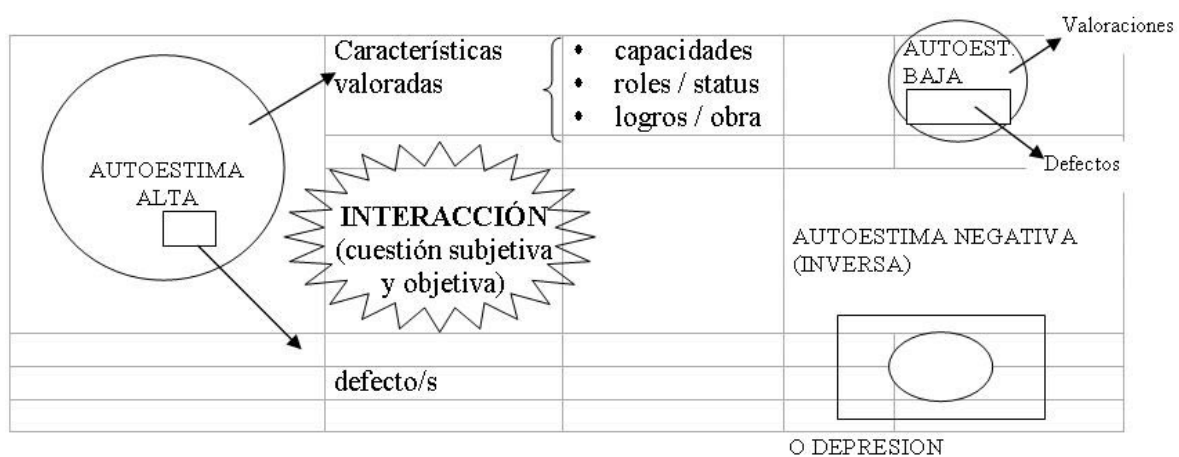 Valoraciones
Características
valoradas
• capacidades
• roles / status
• logros / obra
AUTOEST.
BAJA
Defectos
AUTOESTIMA
ALTA
INTERACCIÓN
(cuestión subjetiva
y objetiva)
AUTOESTIMA NEGATIVA
(INVERSA)
defecto/s
O DEPRESION